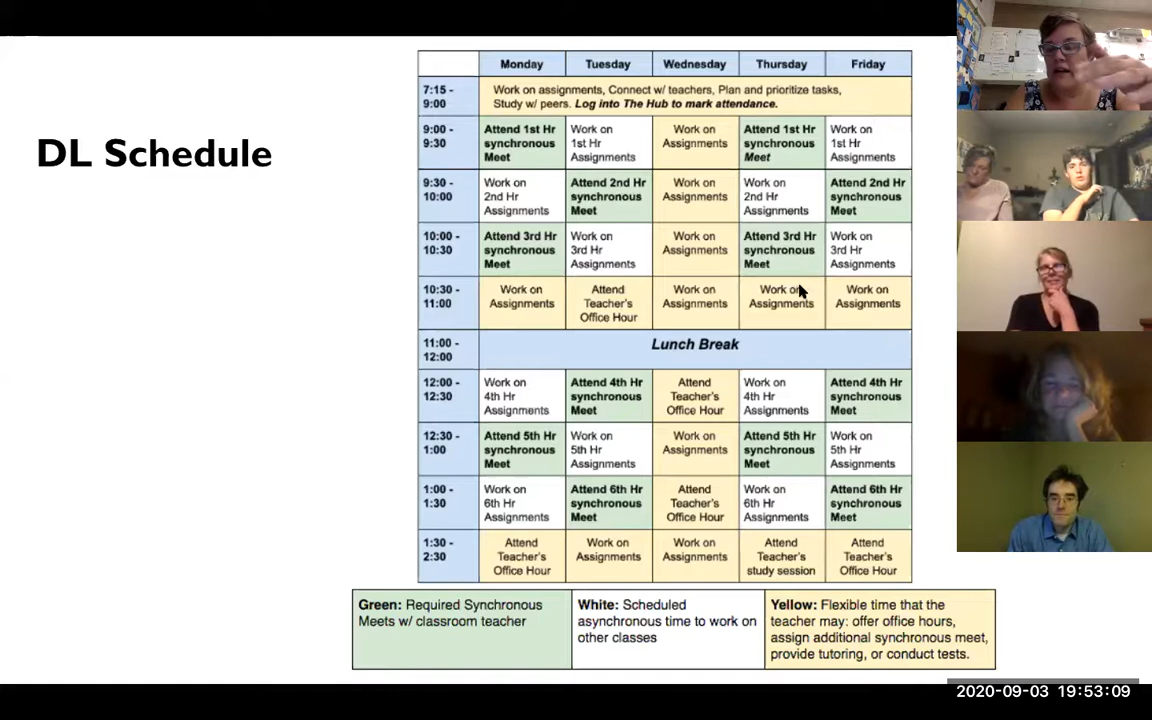 DL Schedule
Monday Tuesday Wednesday Thursday Friday
7:15 -
9:00
Work on assignments, Connect w/ teachers, Plan and prioritize tasks,
Study w/ peers. Log into The Hub to mark attendance.
9:00 -
9:30
Attend 1st Hr
synchronous
Meet
Work on
1st Hr
Assignments
Work on
Assignments
Attend 1st Hr
synchronous
Meet
Work on
1st Hr
Assignments
9:30 -
10:00
Work on
2nd Hr
Assignments
Attend 2nd Hr
synchronous
Meet
Work on
Assignments
Work on
2nd Hr
Assignments
Attend 2nd Hr
synchronous
Meet
10:00 -
10:30
Attend 3rd Hr
synchronous
Meet
Work on
3rd Hr
Assignments
Work on
Assignments
Attend 3rd Hr
synchronous
Meet
Work on
3rd Hr
Assignments
10:30 -
11:00
Work on
Assignments
Attend
Teacher's
Office Hour
Work on
Assignments
Work on
Assignments
Work on
Assignments
11:00 -
12:00
Lunch Break
12:00 -
12:30
Work on
4th Hr
Assignments
Attend 4th Hr
synchronous
Meet
Attend
Teacher's
Office Hour
Work on
4th Hr
Assignments
Attend 4th Hr
synchronous
Meet
12:30 -
1:00
Attend 5th Hr
synchronous
Meet
Work on
5th Hr
Assignments
Work on
Assignments
Attend 5th Hr
synchronous
Meet
Work on
5th Hr
Assignments
1:00 -
1:30
Work on
6th Hr
Assignments
Attend 6th Hr
synchronous
Meet
Attend
Teacher's
Office Hour
Work on
6th Hr
Assignments
Attend 6th Hr
synchronous
Meet
1:30 -
2:30
Attend
Teacher's
Office Hour
Work on
Assignments
Work on
Assignments
Attend
Teacher's
study session
Attend
Teacher's
Office Hour
Green: Required Synchronous
Meets w/ classroom teacher
White: Scheduled
asynchronous time to work on
other classes
Yellow: Flexible time that the
teacher may: offer office hours,
assign additional synchronous meet,
provide tutoring, or conduct tests.
2020-09-03 19:53:09